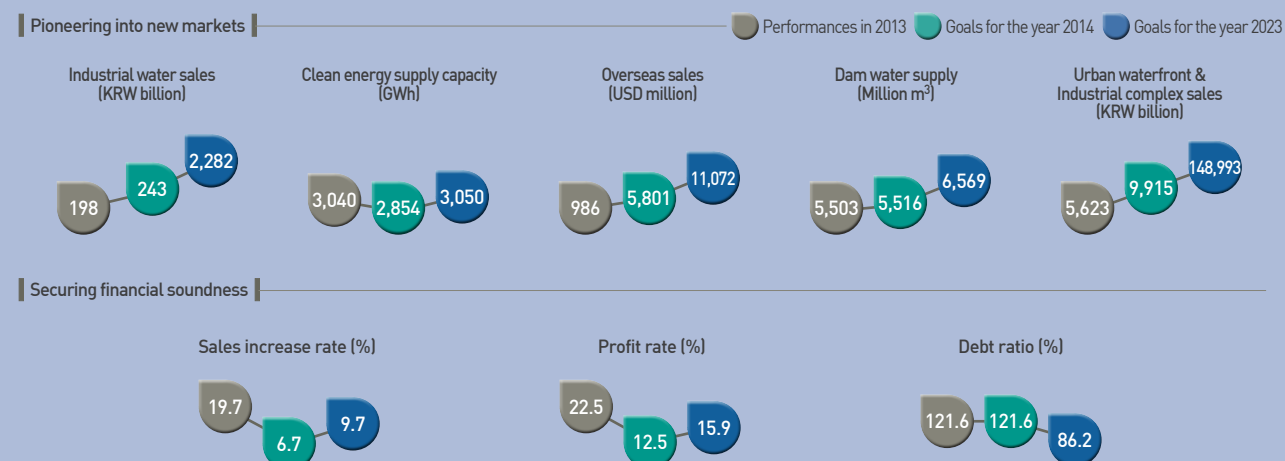 Pioneering into new markets
Performances in 2013
Goals for the year 2014
Goals for the year 2023
Industrial water sales
(KRW billion)
198
243
2,282
Clean energy supply capacity
(GWh)
3,040
2,854
3,050
Overseas sales
(USD million)
986
5,801
11,072
Dam water supply
(Million m³)
5,503
5,516
6,569
Urban waterfront &
Industrial complex sales
(KRW billion)
5,623
9,915
148,993
Securing financial soundness
Sales increase rate (%)
19.7
6.7
9.7
Profit rate (%)
22.5
12.5
15.9
Debt ratio (%)
121.6
121.6
86.2